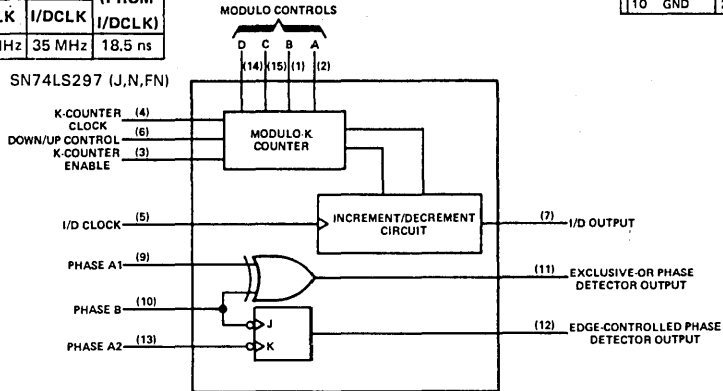 (FROM
LK I/DCLK I/DCLK)
Hz 35 MHz 18.5 ns
10 GND
MODULO CONTROLS
D C B A
(14) (15) (1) (2)
SN74LS297 (J,N,FN)
K-COUNTER CLOCK (4)
DOWN/UP CONTROL (6)
K-COUNTER ENABLE (3)
MODULO-K
COUNTER
I/D CLOCK (5)
INCREMENT/DECREMENT
CIRCUIT
(7) I/D OUTPUT
PHASE A1 (9)
(11) EXCLUSIVE-OR PHASE
DETECTOR OUTPUT
PHASE B (10)
J
(12) EDGE-CONTROLLED PHASE
DETECTOR OUTPUT
PHASE A2 (13)
K